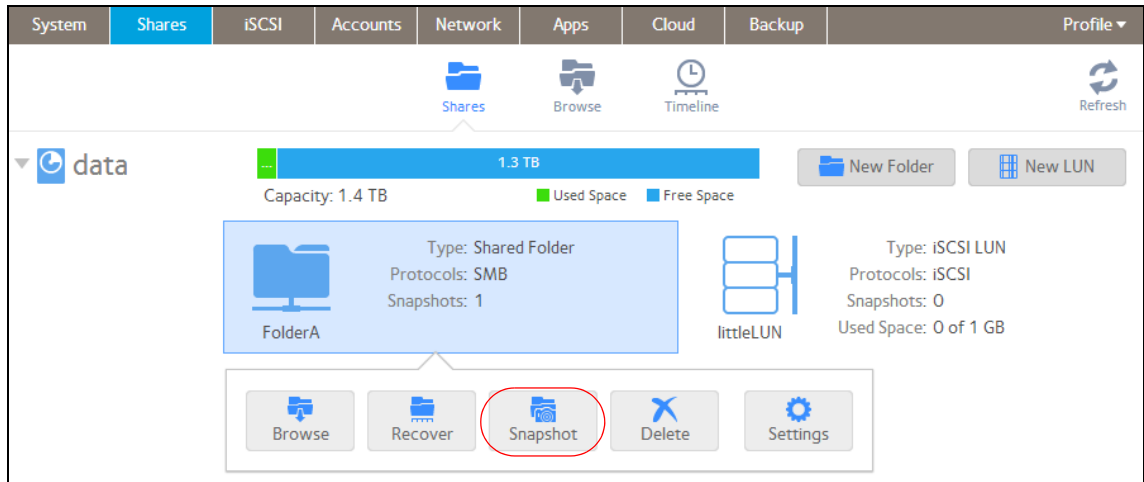 System Shares iSCSI Accounts Network Apps Cloud Backup Profile
Shares Browse Timeline Refresh
data ... 1.3 TB New Folder New LUN
Capacity: 1.4 TB Used Space Free Space
Type: Shared Folder
Protocols: SMB
Snapshots: 1
FolderA
Type: iSCSI LUN
Protocols: iSCSI
Snapshots: 0
Used Space: 0 of 1 GB
littleLUN
Browse Recover Snapshot Delete Settings